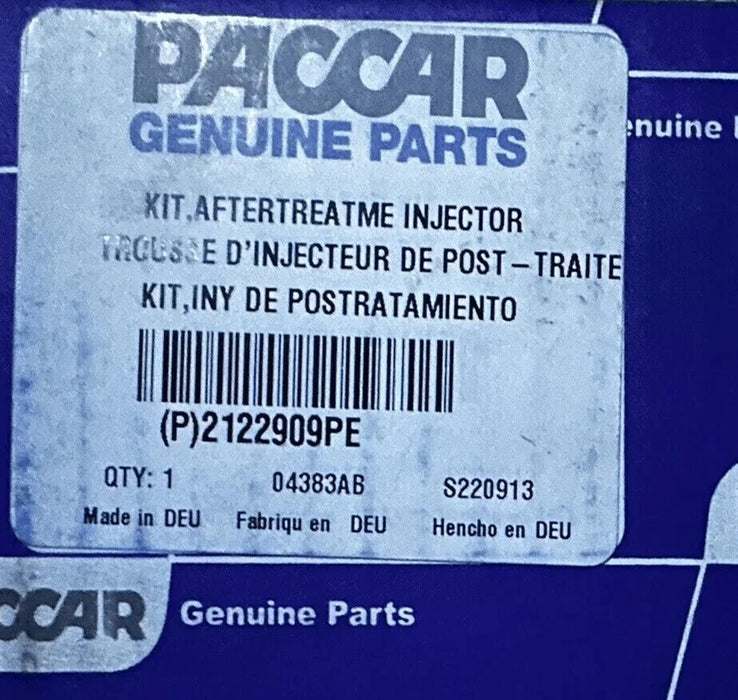 PACCAR
GENUINE PARTS
enuine
KIT,AFTERTREATME INJECTOR
TROUSSE D'INJECTEUR DE POST-TRAITE
KIT,INY DE POSTRATAMIENTO
(P)2122909PE
QTY: 1 04383AB S220913
Made in DEU Fabriqu en DEU Hencho en DEU
CCAR Genuine Parts